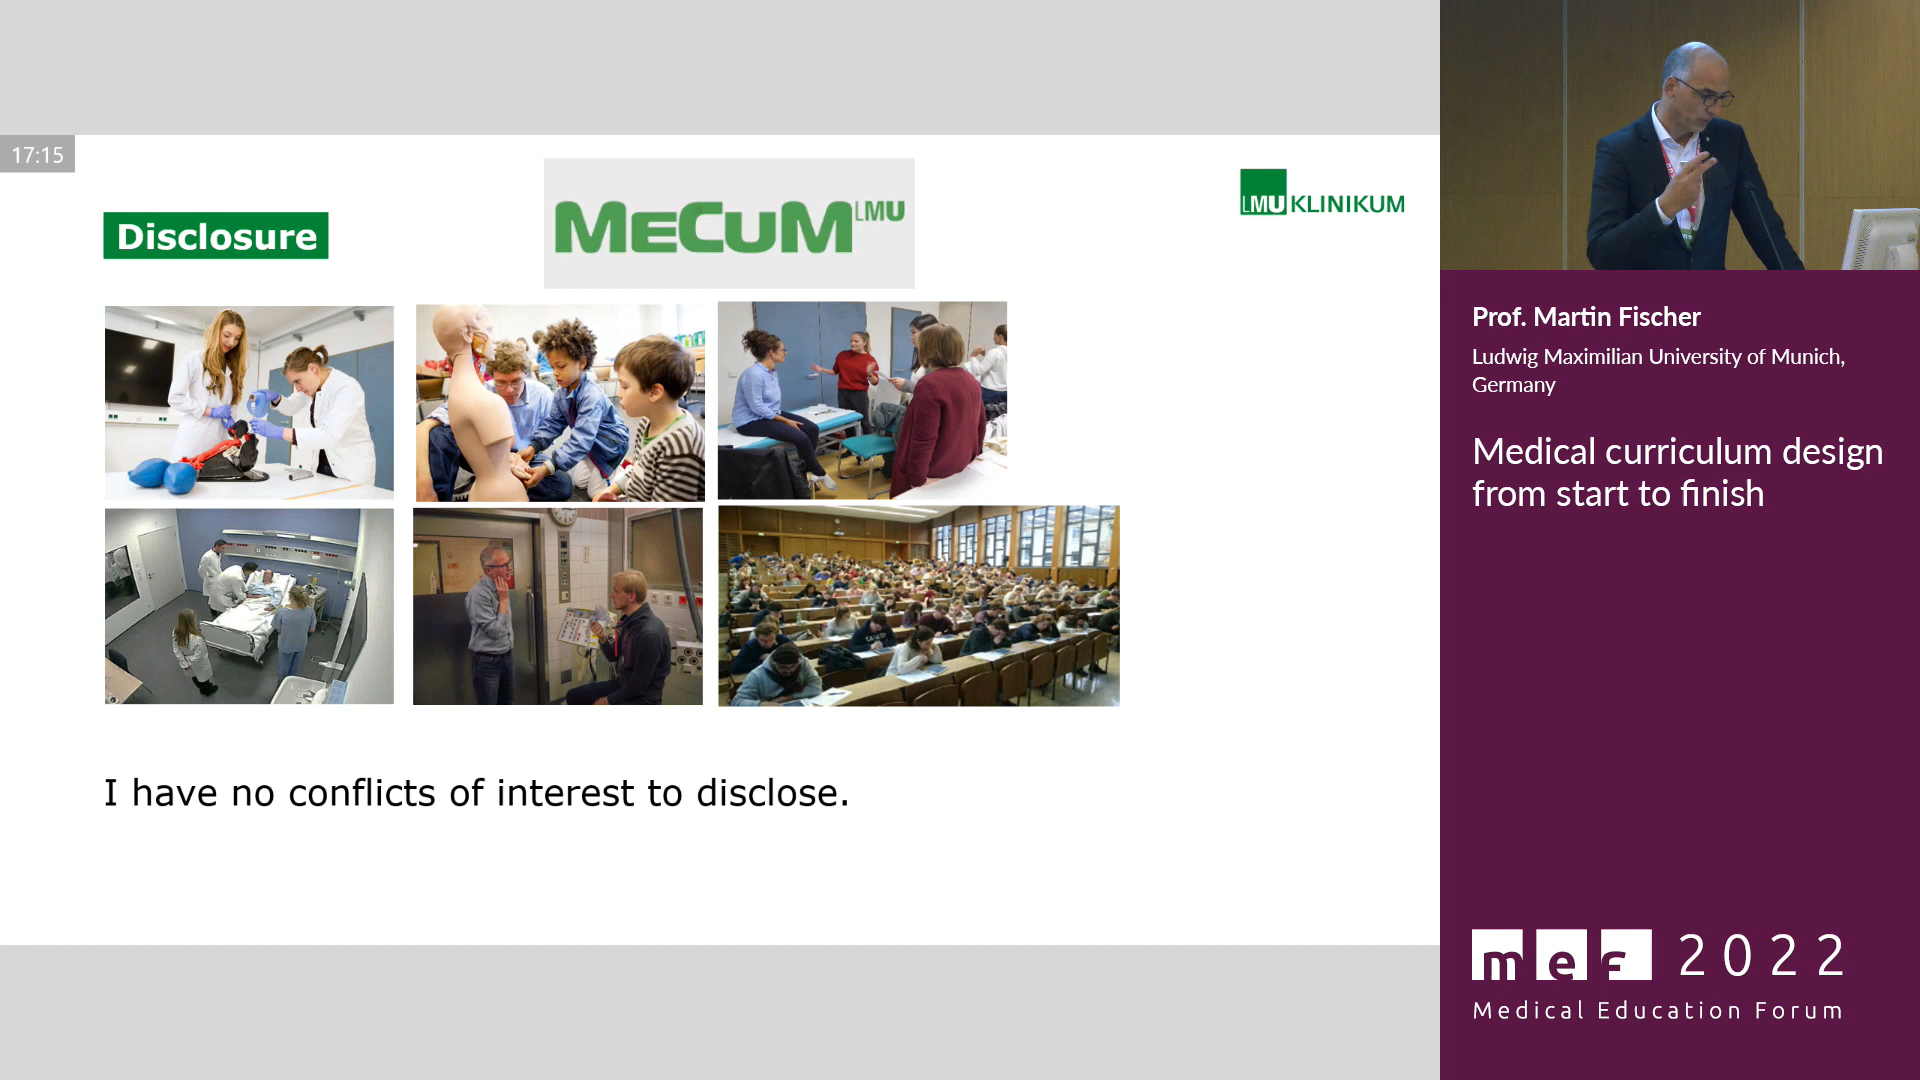 17:15
Disclosure
MeCuM LMU
LMU KLINIKUM
I have no conflicts of interest to disclose.
Prof. Martin Fischer
Ludwig Maximilian University of Munich,
Germany
Medical curriculum design
from start to finish
mef 2022
Medical Education Forum